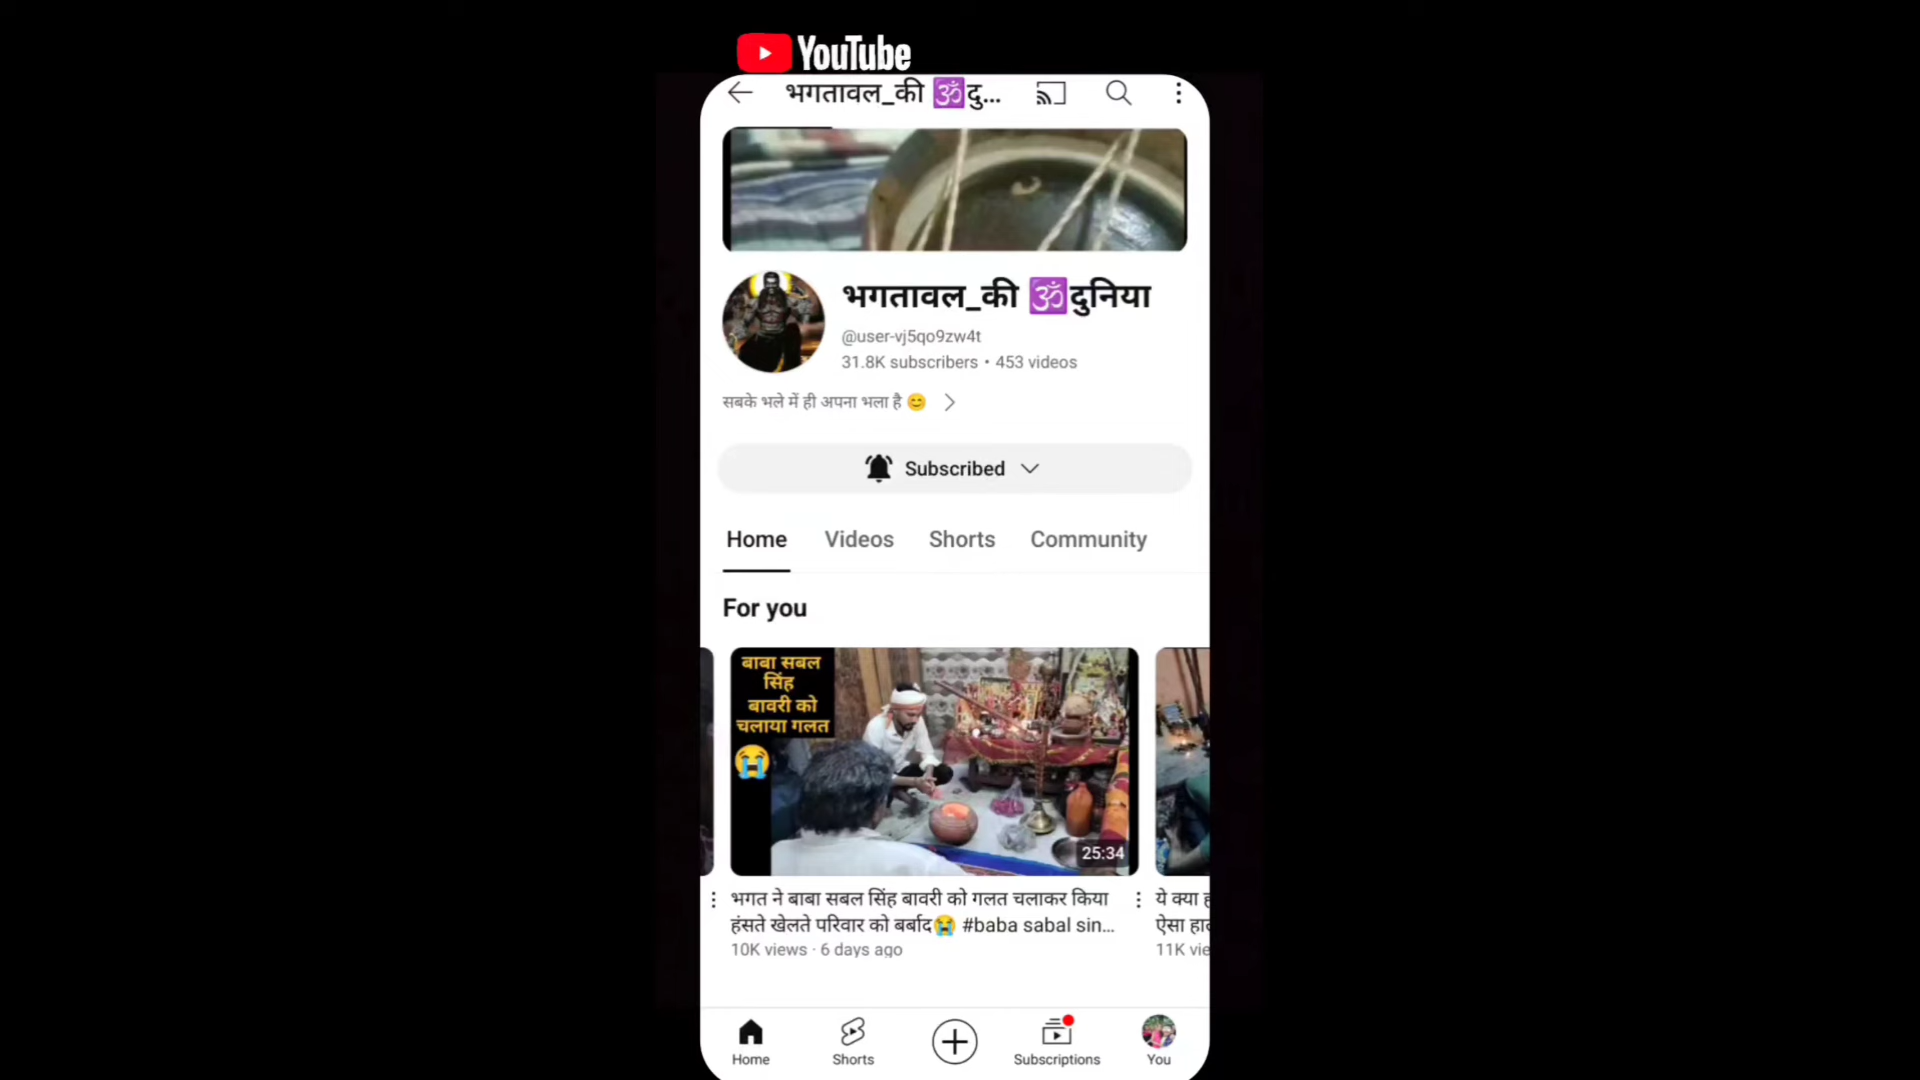 YouTube
भगतावल_की 🕉️दु...
भगतावल_की 🕉️दुनिया
@user-vj5qo9zw4t
31.8K subscribers • 453 videos
सबके भले में ही अपना भला है 😊
Subscribed
Home Videos Shorts Community
For you
बाबा सबल
सिंह
बावरी को
चलाया गलत
25:34
भगत ने बाबा सबल सिंह बावरी को गलत चलाकर किया
हंसते खेलते परिवार को बर्बाद😭 #baba sabal sin...
10K views · 6 days ago
ये क्या
ऐसा
11K
Home Shorts Subscriptions You